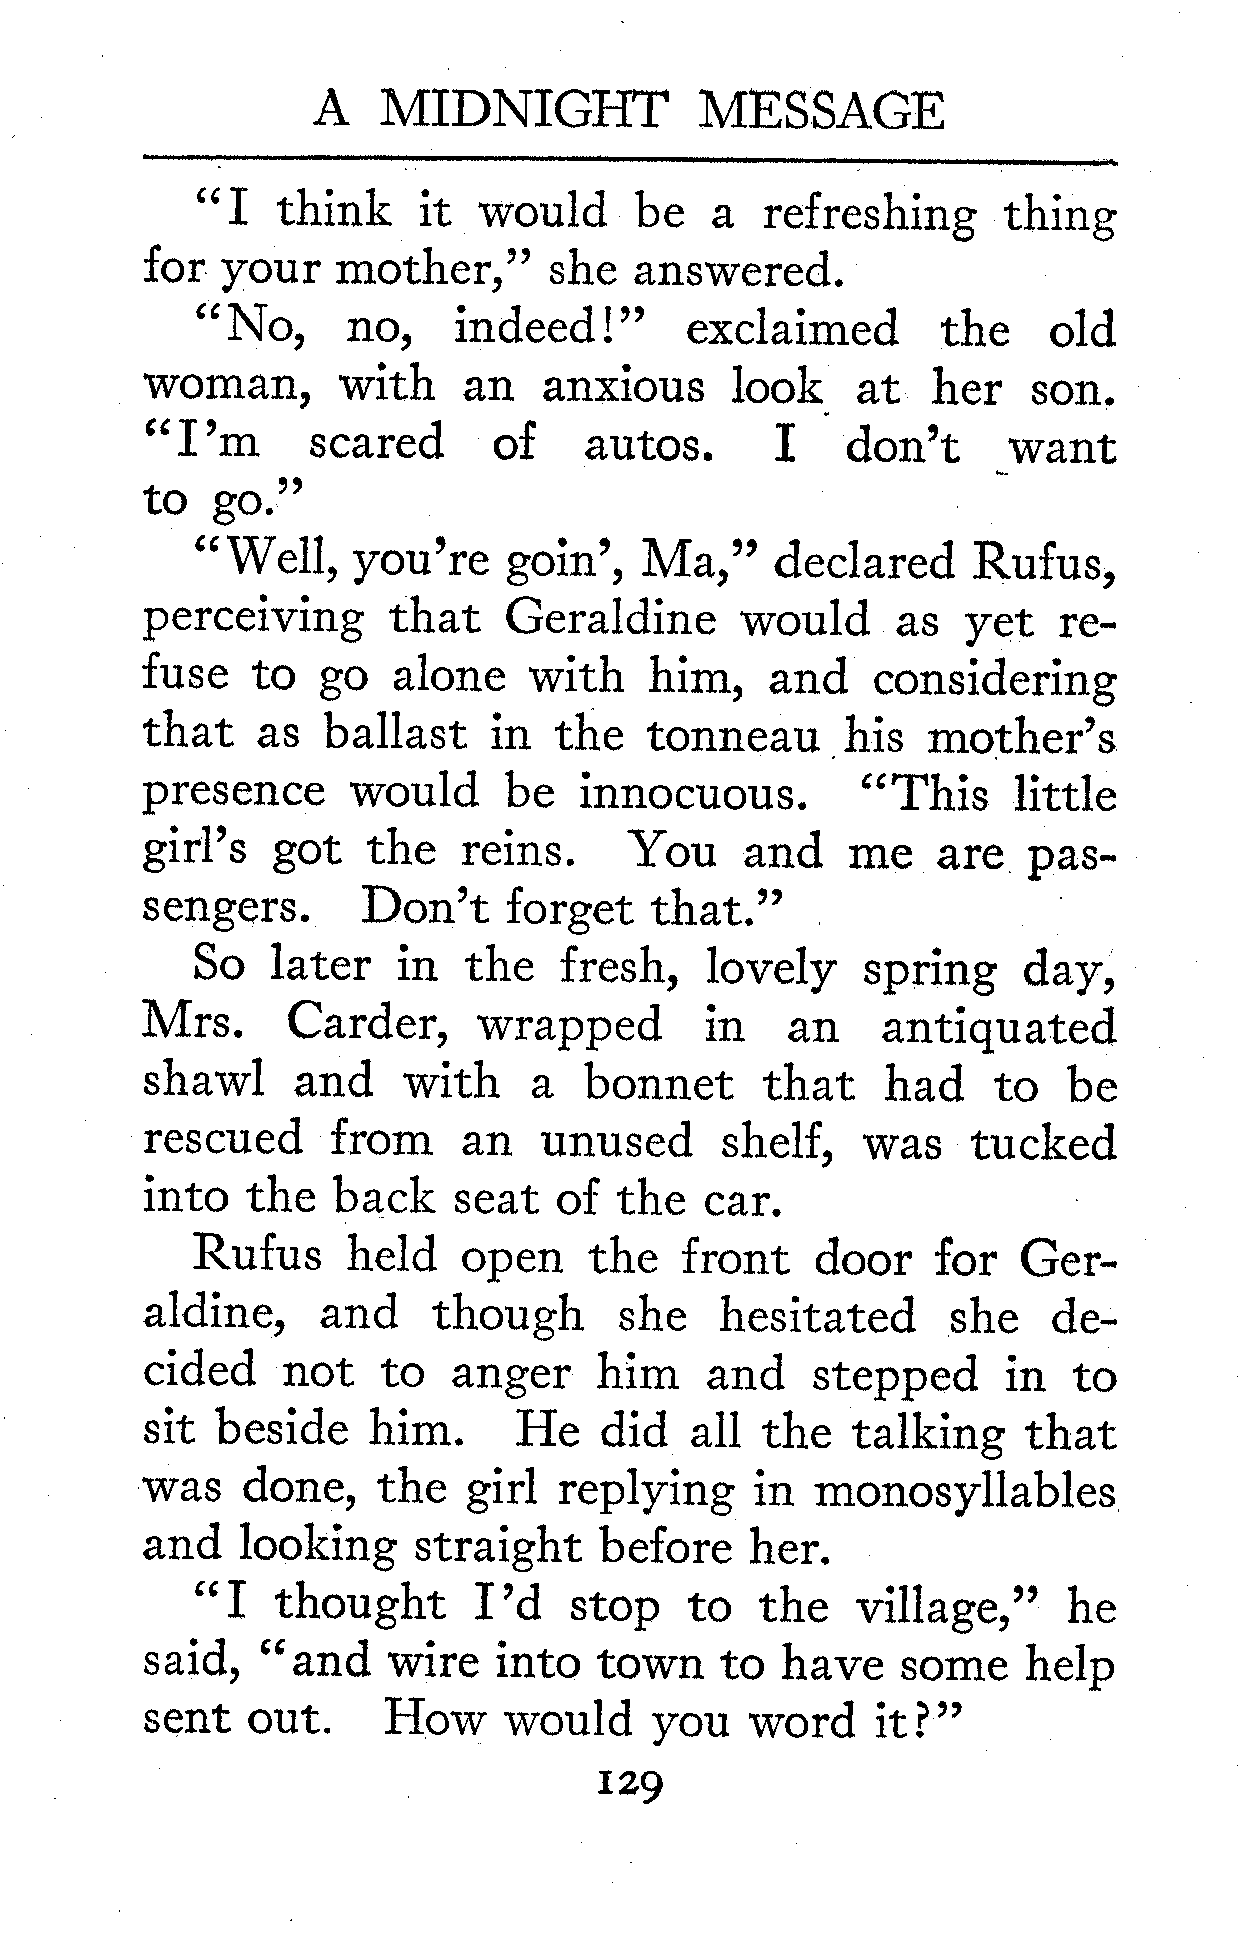 A MIDNIGHT MESSAGE
“I think it would be a refreshing thing
for your mother,” she answered.
“No, no, indeed!” exclaimed the old
woman, with an anxious look at her son.
“I’m scared of autos. I don’t want
to go.”
“Well, you’re goin’, Ma,” declared Rufus,
perceiving that Geraldine would as yet re-
fuse to go alone with him, and considering
that as ballast in the tonneau his mother’s
presence would be innocuous. “This little
girl’s got the reins. You and me are pas-
sengers. Don’t forget that.”
So later in the fresh, lovely spring day,
Mrs. Carder, wrapped in an antiquated
shawl and with a bonnet that had to be
rescued from an unused shelf, was tucked
into the back seat of the car.
Rufus held open the front door for Ger-
aldine, and though she hesitated she de-
cided not to anger him and stepped in to
sit beside him. He did all the talking that
was done, the girl replying in monosyllables
and looking straight before her.
“I thought I’d stop to the village,” he
said, “and wire into town to have some help
sent out. How would you word it?”
129